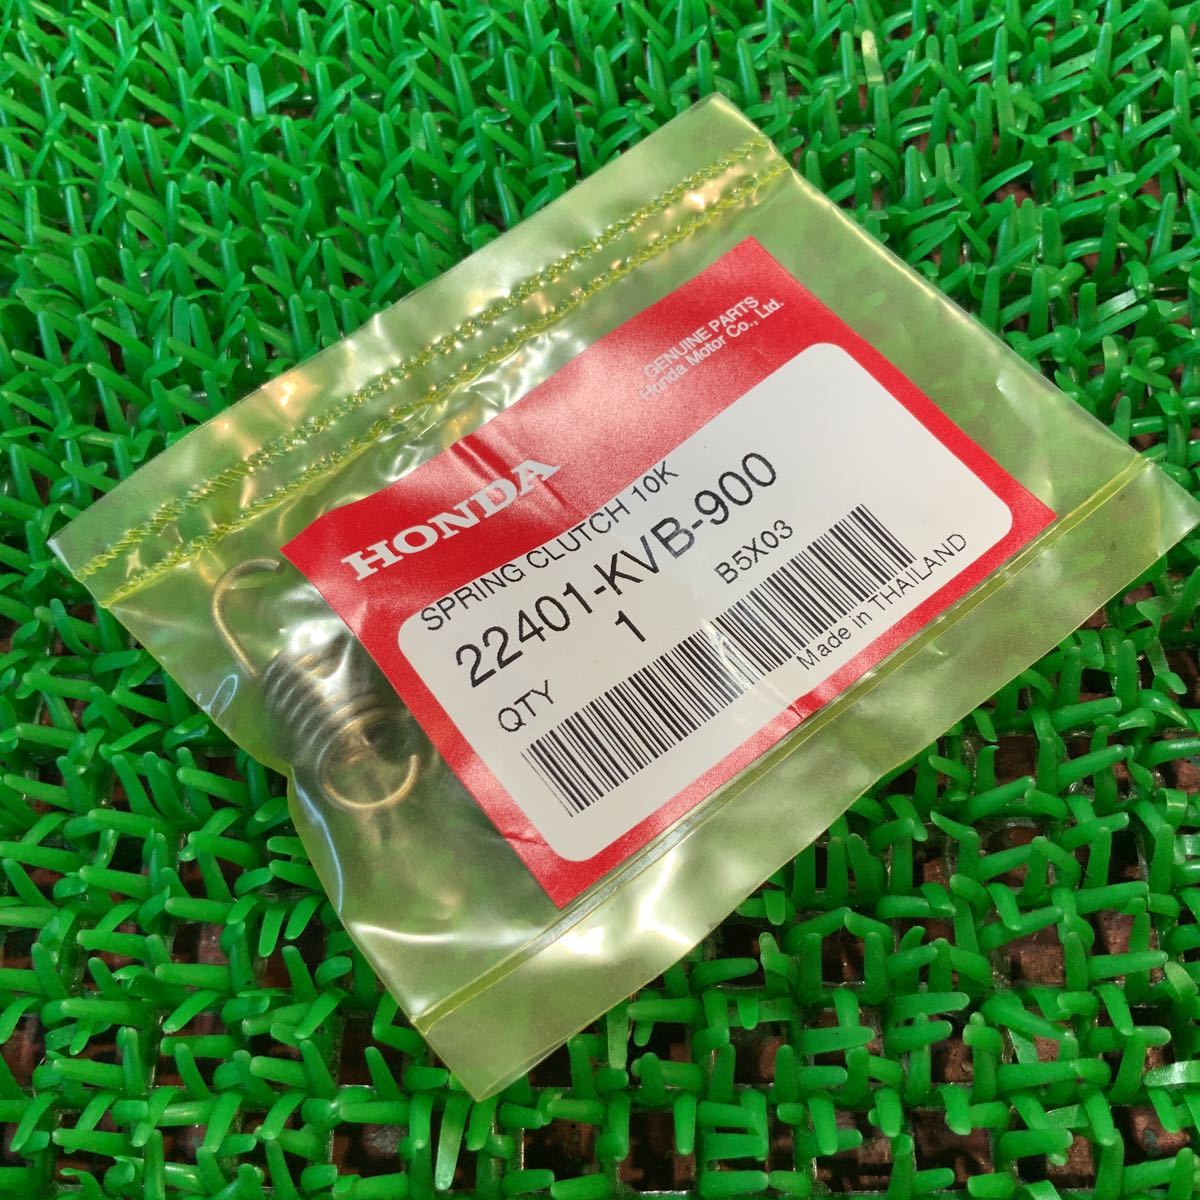 HONDA
GENUINE PARTS
Honda Motor Co., Ltd.
SPRING CLUTCH 10K
22401-KVB-900
B5X03
QTY 1
Made in THAILAND